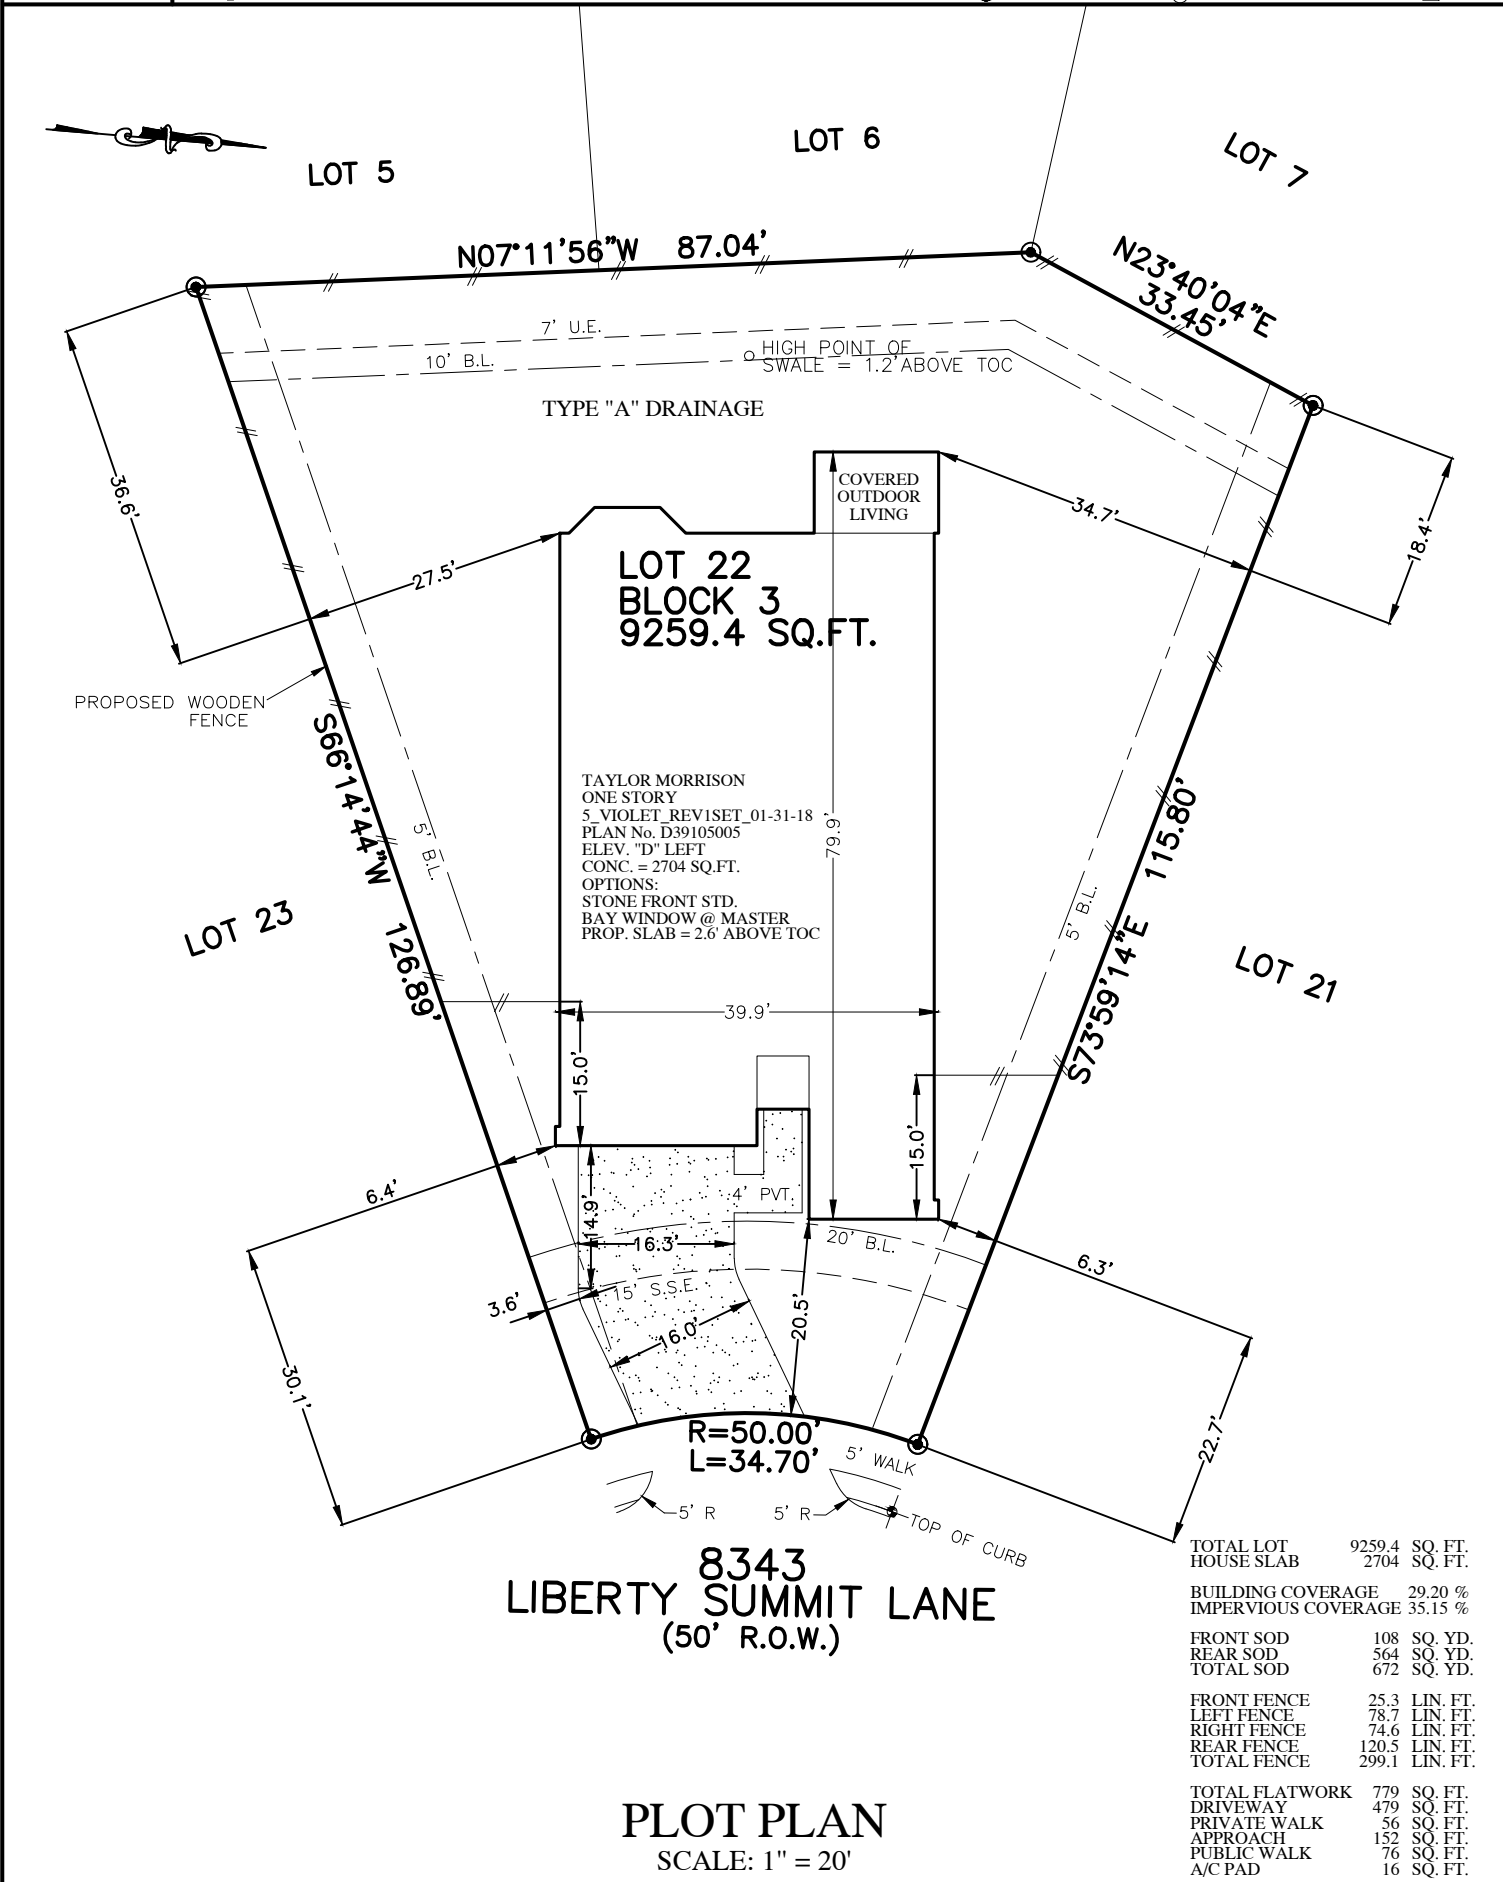 LOT 5
LOT 6
LOT 7
N07°11'56"W 87.04'
N23°40'04"E
33.45'
7' U.E.
10' B.L.
HIGH POINT OF
SWALE = 1.2' ABOVE TOC
TYPE "A" DRAINAGE
COVERED
OUTDOOR
LIVING
36.6'
27.5'
34.7'
18.4'
LOT 22
BLOCK 3
9259.4 SQ.FT.
PROPOSED WOODEN
FENCE
S66°14'44"W 126.89'
5' B.L.
TAYLOR MORRISON
ONE STORY
5_VIOLET_REV1SET_01-31-18
PLAN No. D39105005
ELEV. "D" LEFT
CONC. = 2704 SQ.FT.
OPTIONS:
STONE FRONT STD.
BAY WINDOW @ MASTER
PROP. SLAB = 2.6' ABOVE TOC
79.9'
S73°59'14"E 115.80'
5' B.L.
LOT 23
LOT 21
39.9'
15.0'
15.0'
6.4'
14.9'
4' PVT.
16.3'
20' B.L.
6.3'
3.6'
15' S.S.E.
16.0'
20.5'
30.1'
22.7'
R=50.00'
L=34.70'
5' WALK
5' R
5' R
TOP OF CURB
8343
LIBERTY SUMMIT LANE
(50' R.O.W.)
TOTAL LOT 9259.4 SQ. FT.
HOUSE SLAB 2704 SQ. FT.
BUILDING COVERAGE 29.20 %
IMPERVIOUS COVERAGE 35.15 %
FRONT SOD 108 SQ. YD.
REAR SOD 564 SQ. YD.
TOTAL SOD 672 SQ. YD.
FRONT FENCE 25.3 LIN. FT.
LEFT FENCE 78.7 LIN. FT.
RIGHT FENCE 74.6 LIN. FT.
REAR FENCE 120.5 LIN. FT.
TOTAL FENCE 299.1 LIN. FT.
TOTAL FLATWORK 779 SQ. FT.
DRIVEWAY 479 SQ. FT.
PRIVATE WALK 56 SQ. FT.
APPROACH 152 SQ. FT.
PUBLIC WALK 76 SQ. FT.
A/C PAD 16 SQ. FT.
PLOT PLAN
SCALE: 1" = 20'